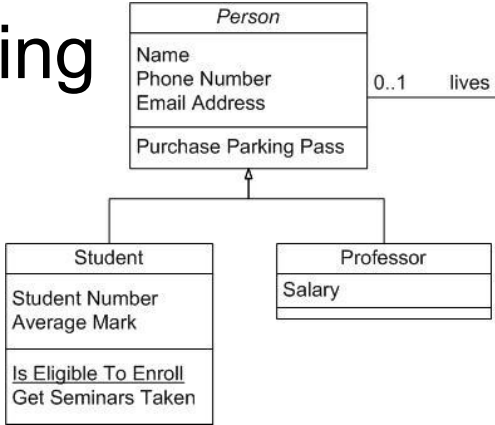 ing
Person
Name
Phone Number
Email Address
Purchase Parking Pass
0..1 lives
Student
Student Number
Average Mark
Is Eligible To Enroll
Get Seminars Taken
Professor
Salary